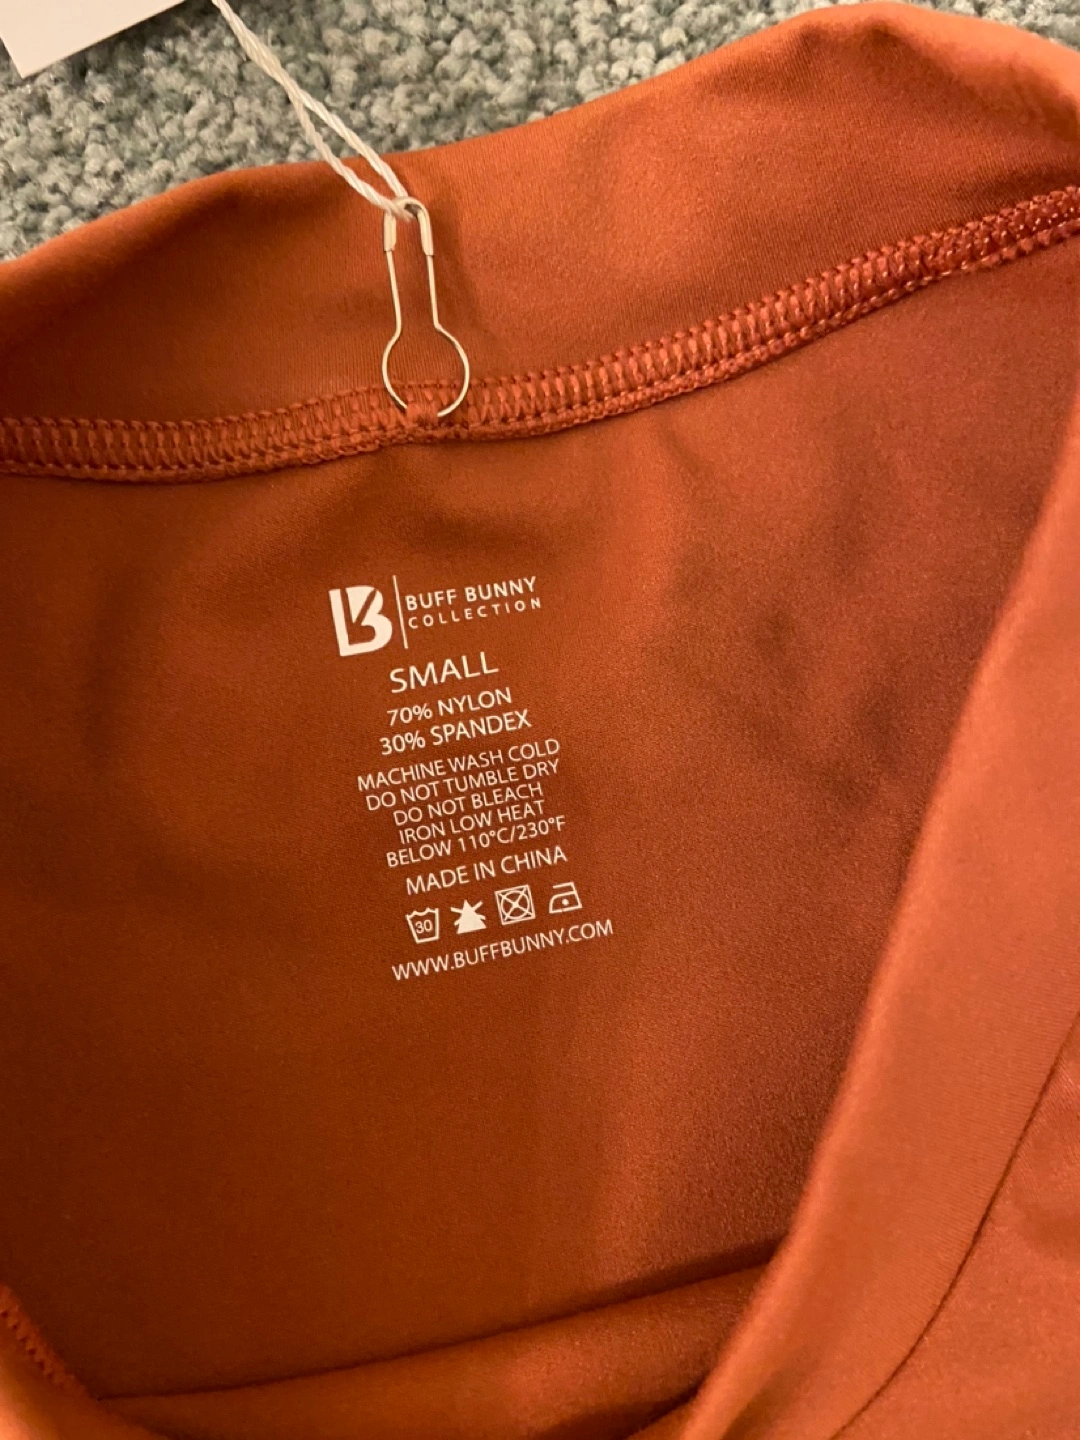 BUFF BUNNY
COLLECTION
SMALL
70% NYLON
30% SPANDEX
MACHINE WASH COLD
DO NOT TUMBLE DRY
DO NOT BLEACH
IRON LOW HEAT
BELOW 110°C/230°F
MADE IN CHINA
30
WWW.BUFFBUNNY.COM